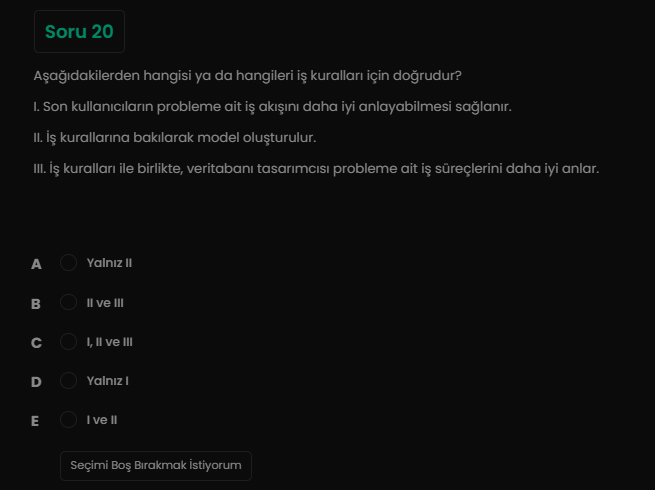 Soru 20
Aşağıdakilerden hangisi ya da hangileri iş kuralları için doğrudur?
I. Son kullanıcıların probleme ait iş akışını daha iyi anlayabilmesi sağlanır.
II. İş kurallarına bakılarak model oluşturulur.
III. İş kuralları ile birlikte, veritabanı tasarımcısı probleme ait iş süreçlerini daha iyi anlar.
A Yalnız II
B II ve III
C I, II ve III
D Yalnız I
E I ve II
Seçimi Boş Bırakmak İstiyorum